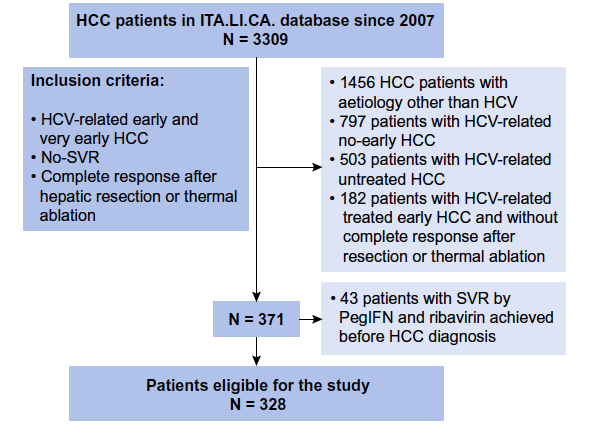 HCC patients in ITA.LI.CA. database since 2007
N = 3309
Inclusion criteria:
• HCV-related early and
very early HCC
• No-SVR
• Complete response after
hepatic resection or thermal
ablation
• 1456 HCC patients with
aetiology other than HCV
• 797 patients with HCV-related
no-early HCC
• 503 patients with HCV-related
untreated HCC
• 182 patients with HCV-related
treated early HCC and without
complete response after
resection or thermal ablation
N = 371
• 43 patients with SVR by
PegIFN and ribavirin achieved
before HCC diagnosis
Patients eligible for the study
N = 328